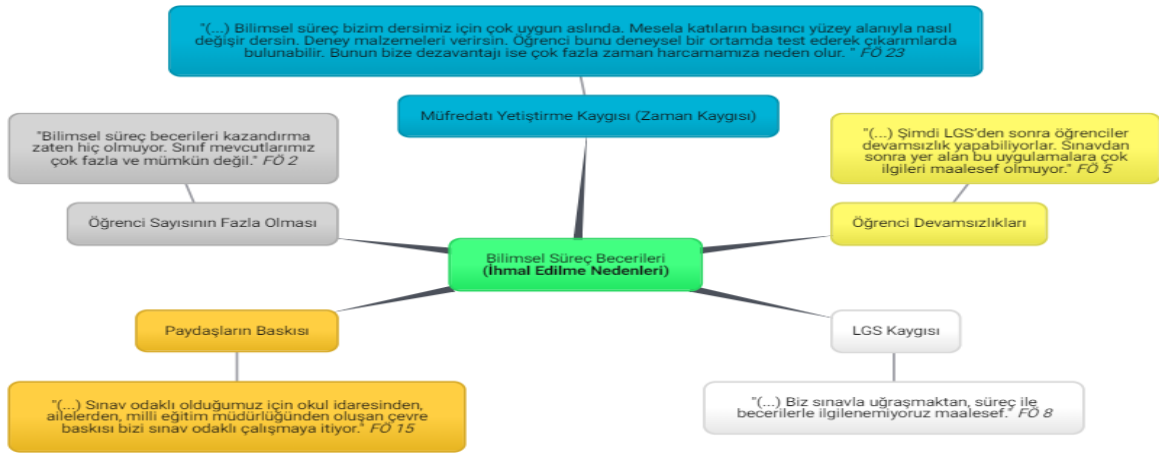 "(...) Bilimsel süreç bizim dersimiz için çok uygun aslında. Mesela katıların basıncı yüzey alanıyla nasıl
değişir dersin. Deney malzemeleri verirsin. Öğrenci bunu deneysel bir ortamda test ederek çıkarımlarda
bulunabilir. Bunun bize dezavantajı ise çok fazla zaman harcamamıza neden olur. " FÖ 23
Müfredatı Yetiştirme Kaygısı (Zaman Kaygısı)
"Bilimsel süreç becerileri kazandırma
zaten hiç olmuyor. Sınıf mevcutlarımız
çok fazla ve mümkün değil." FÖ 2
Öğrenci Sayısının Fazla Olması
"(...) Şimdi LGS'den sonra öğrenciler
devamsızlık yapabiliyorlar. Sınavdan
sonra yer alan bu uygulamalara çok
ilgileri maalesef olmuyor." FÖ 5
Öğrenci Devamsızlıkları
Bilimsel Süreç Becerileri
(İhmal Edilme Nedenleri)
Paydaşların Baskısı
"(...) Sınav odaklı olduğumuz için okul idaresinden,
ailelerden, milli eğitim müdürlüğünden oluşan çevre
baskısı bizi sınav odaklı çalışmaya itiyor." FÖ 15
LGS Kaygısı
"(...) Biz sınavla uğraşmaktan, süreç ile
becerilerle ilgilenemiyoruz maalesef." FÖ 8